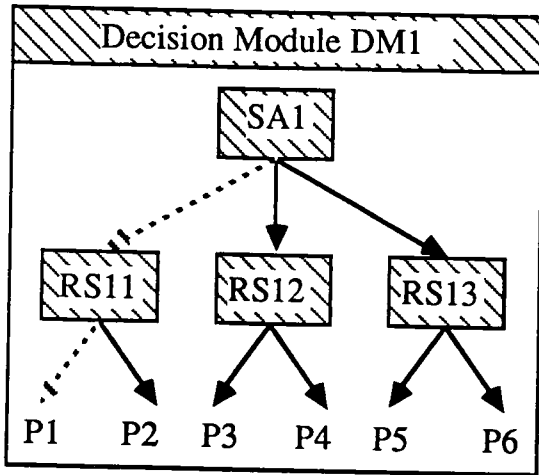 Decision Module DM1
SA1
RS11 RS12 RS13
P1 P2 P3 P4 P5 P6